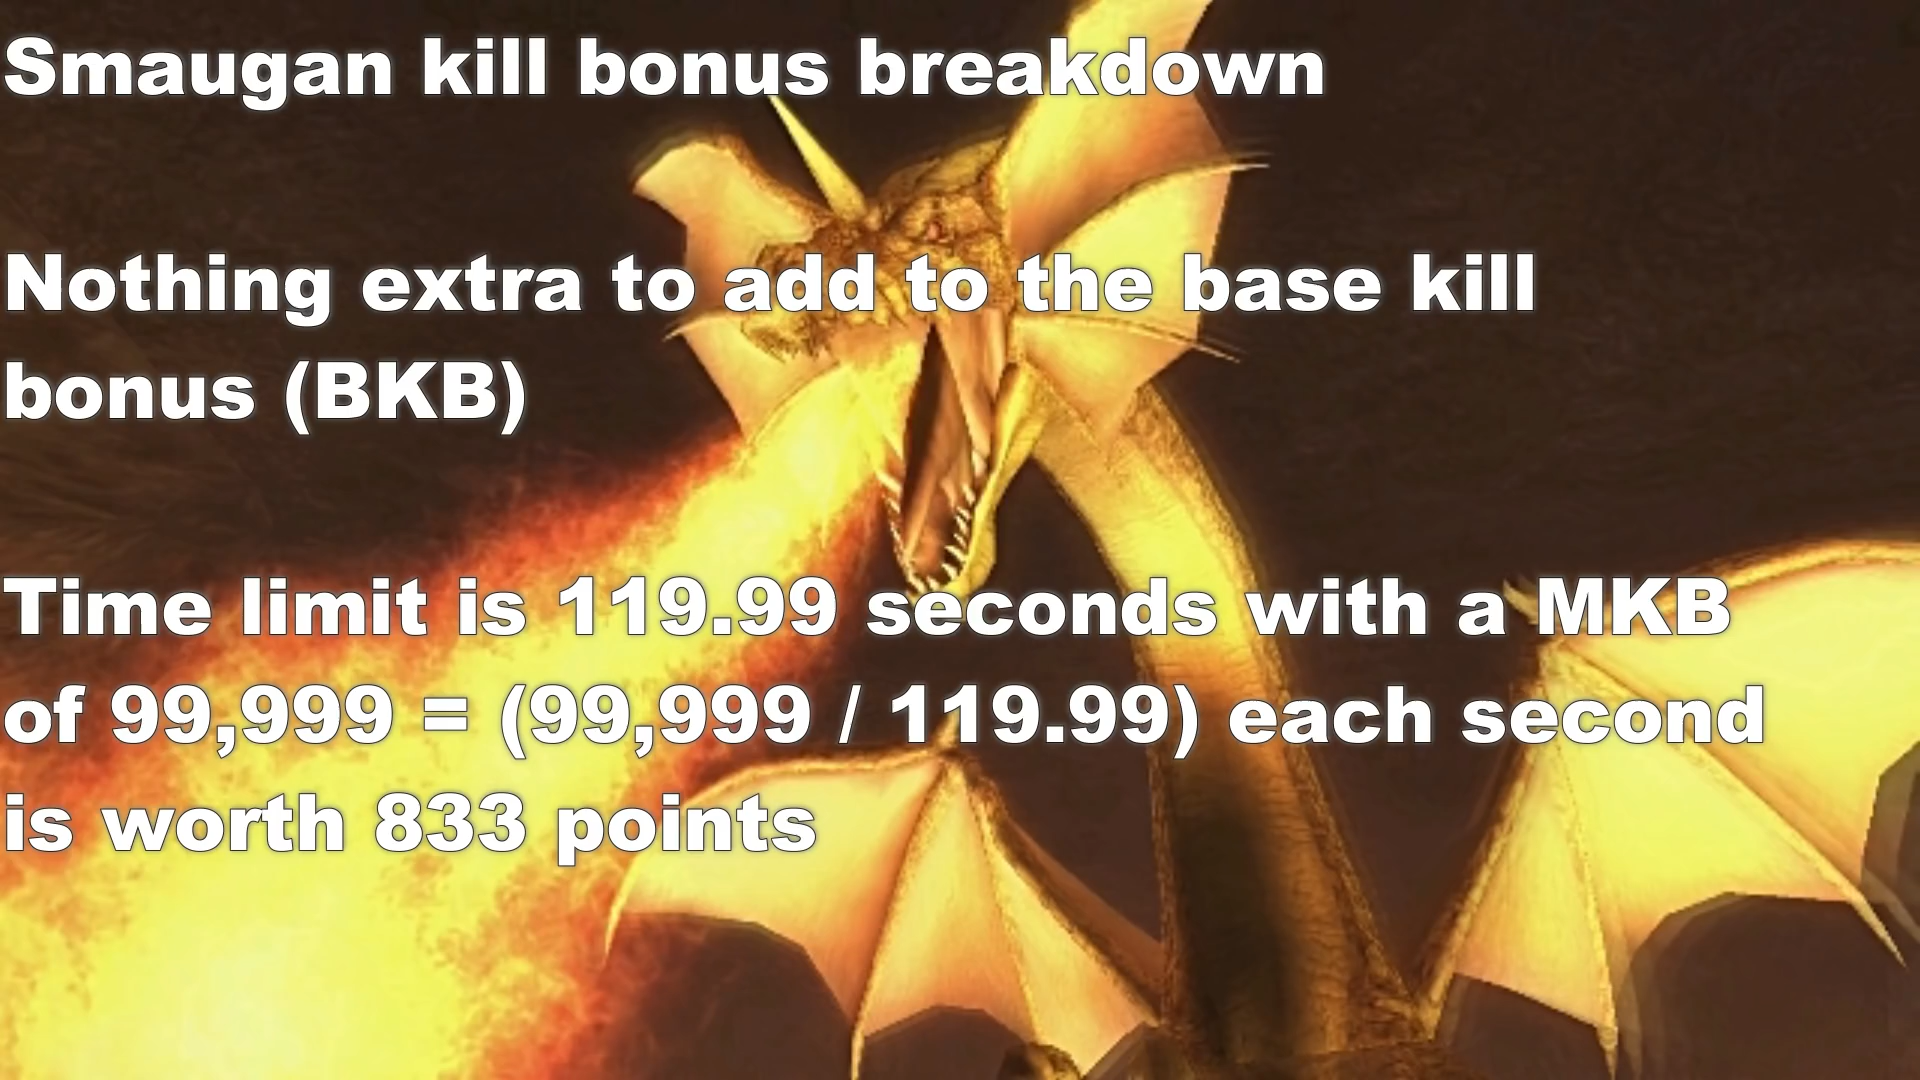 Smaugan kill bonus breakdown
Nothing extra to add to the base kill
bonus (BKB)
Time limit is 119.99 seconds with a MKB
of 99,999 = (99,999 / 119.99) each second
is worth 833 points